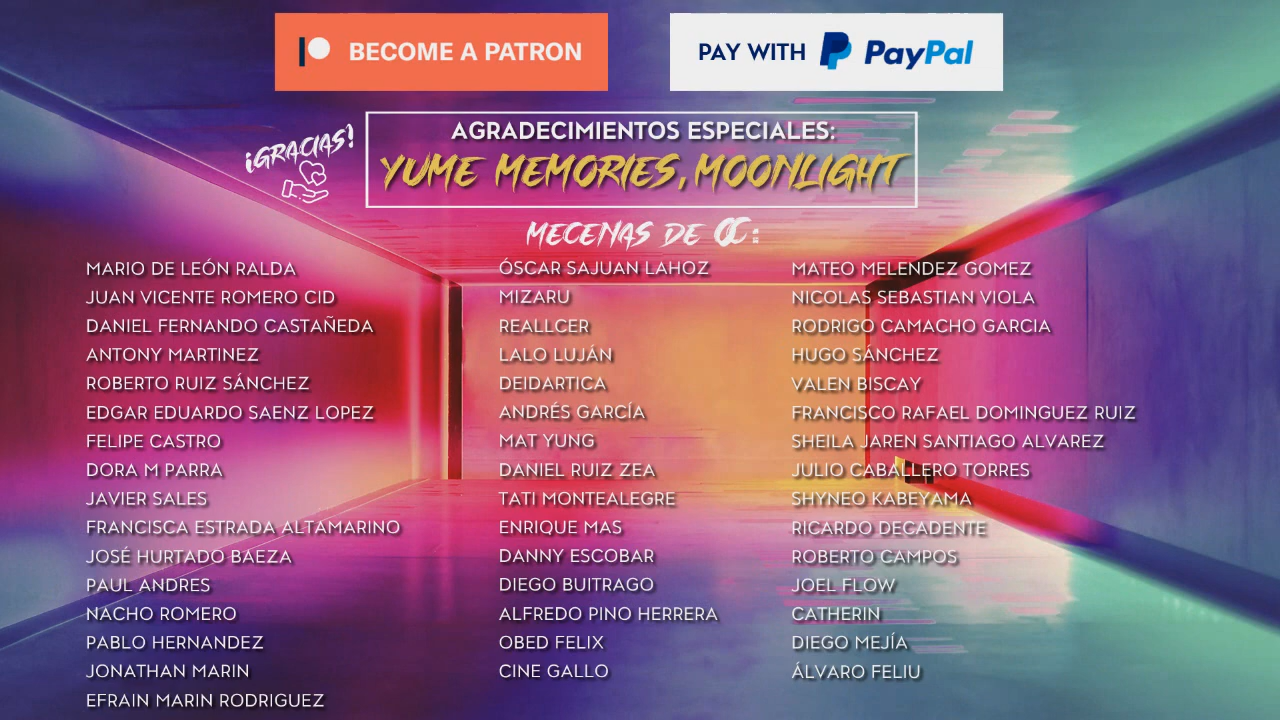 BECOME A PATRON
PAY WITH PayPal
¡GRACIAS!
AGRADECIMIENTOS ESPECIALES:
YUME MEMORIES, MOONLIGHT
MECENAS DE OC:
MARIO DE LEÓN RALDA
JUAN VICENTE ROMERO CID
DANIEL FERNANDO CASTAÑEDA
ANTONY MARTINEZ
ROBERTO RUIZ SÁNCHEZ
EDGAR EDUARDO SAENZ LOPEZ
FELIPE CASTRO
DORA M PARRA
JAVIER SALES
FRANCISCA ESTRADA ALTAMARINO
JOSÉ HURTADO BAEZA
PAUL ANDRES
NACHO ROMERO
PABLO HERNANDEZ
JONATHAN MARIN
EFRAIN MARIN RODRIGUEZ
ÓSCAR SAJUAN LAHOZ
MIZARU
REALLCER
LALO LUJÁN
DEIDARTICA
ANDRÉS GARCÍA
MAT YUNG
DANIEL RUIZ ZEA
TATI MONTEALEGRE
ENRIQUE MAS
DANNY ESCOBAR
DIEGO BUITRAGO
ALFREDO PINO HERRERA
OBED FELIX
CINE GALLO
MATEO MELENDEZ GOMEZ
NICOLAS SEBASTIAN VIOLA
RODRIGO CAMACHO GARCIA
HUGO SÁNCHEZ
VALEN BISCAY
FRANCISCO RAFAEL DOMINGUEZ RUIZ
SHEILA JAREN SANTIAGO ALVAREZ
JULIO CABALLERO TORRES
SHYNEO KABEYAMA
RICARDO DECADENTE
ROBERTO CAMPOS
JOEL FLOW
CATHERIN
DIEGO MEJÍA
ÁLVARO FELIU